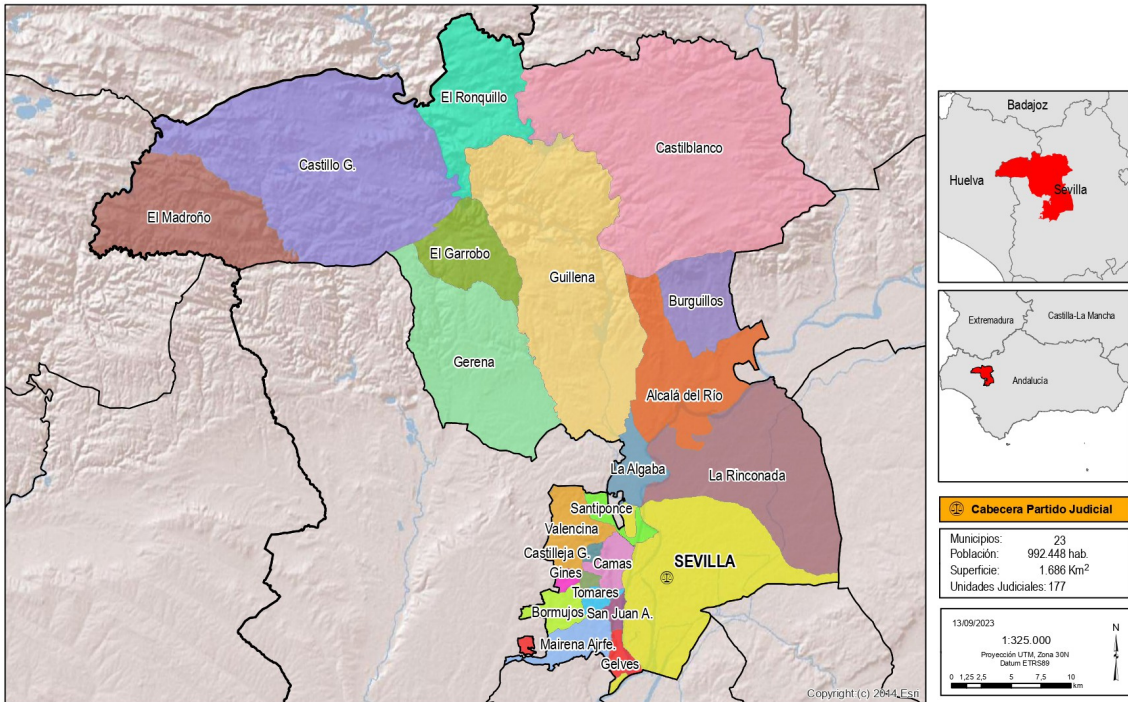 El Ronquillo
Castilblanco
Castillo G.
El Madroño
El Garrobo
Guillena
Burguillos
Gerena
Alcalá del Río
La Algaba
La Rinconada
Santiponce
Valencina
Castilleja G.
Camas
SEVILLA
Gines
Tomares
Bormujos
San Juan A.
Mairena Ajrfe.
Gelves
Copyright:(c) 2014 Esri
Badajoz
Huelva
Sevilla
Extremadura
Castilla-La Mancha
Andalucía
Cabecera Partido Judicial
Municipios: 23
Población: 992.448 hab.
Superficie: 1.686 Km²
Unidades Judiciales: 177
13/09/2023
1:325.000
Proyección UTM, Zona 30N
Datum ETRS89
N
0 1,25 2,5 5 7,5 10
km